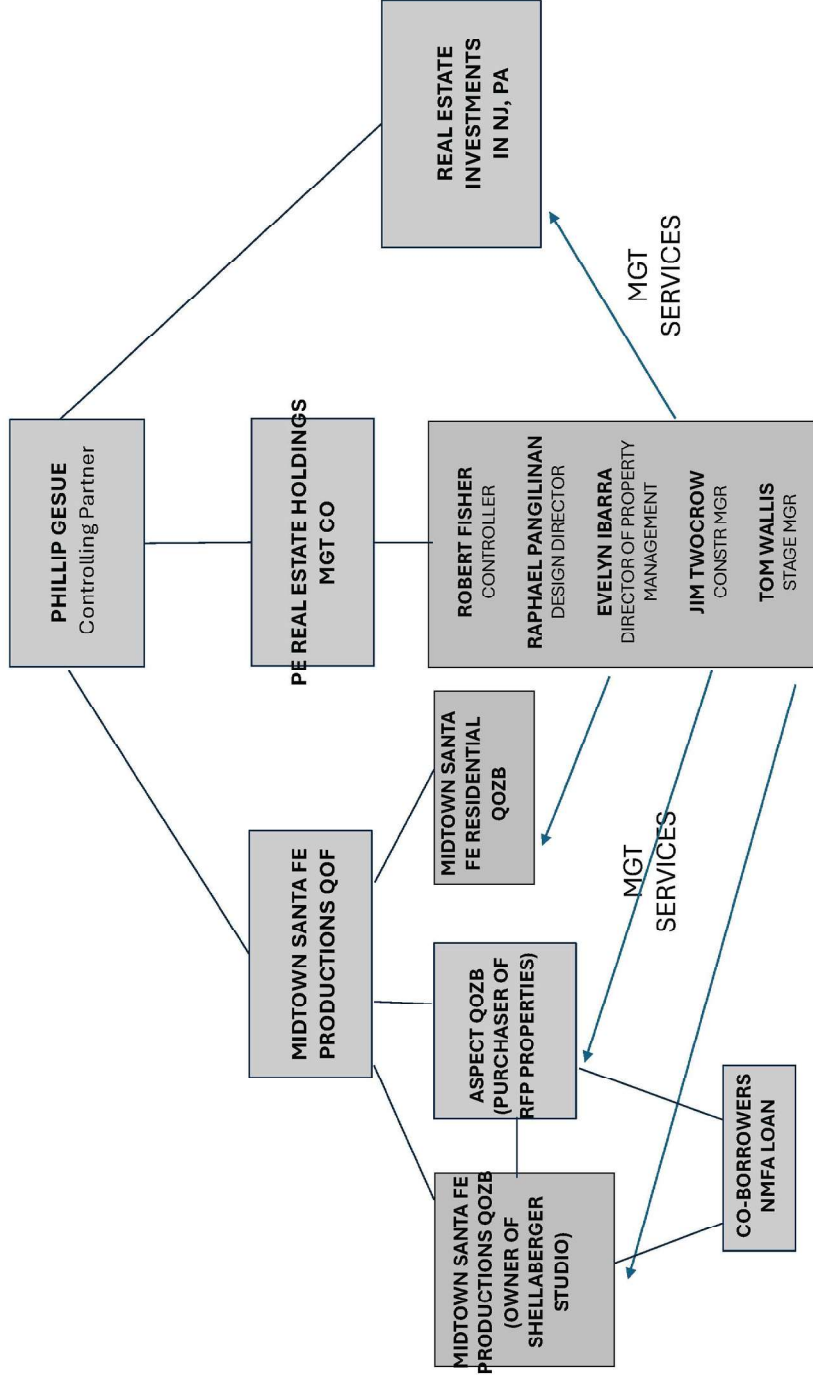 PHILLIP GESUE
Controlling Partner
MIDTOWN SANTA FE
PRODUCTIONS QOF
PE REAL ESTATE HOLDINGS
MGT CO
REAL ESTATE
INVESTMENTS
IN NJ, PA
MIDTOWN SANTA FE
PRODUCTIONS QOZB
(OWNER OF
SHELLABERGER
STUDIO)
ASPECT QOZB
(PURCHASER OF
RFP PROPERTIES)
MIDTOWN SANTA
FE RESIDENTIAL
QOZB
ROBERT FISHER
CONTROLLER
RAPHAEL PANGILINAN
DESIGN DIRECTOR
EVELYN IBARRA
DIRECTOR OF PROPERTY
MANAGEMENT
JIM TWOCROW
CONSTR MGR
TOM WALLIS
STAGE MGR
MGT
SERVICES
MGT
SERVICES
CO-BORROWERS
NMFA LOAN